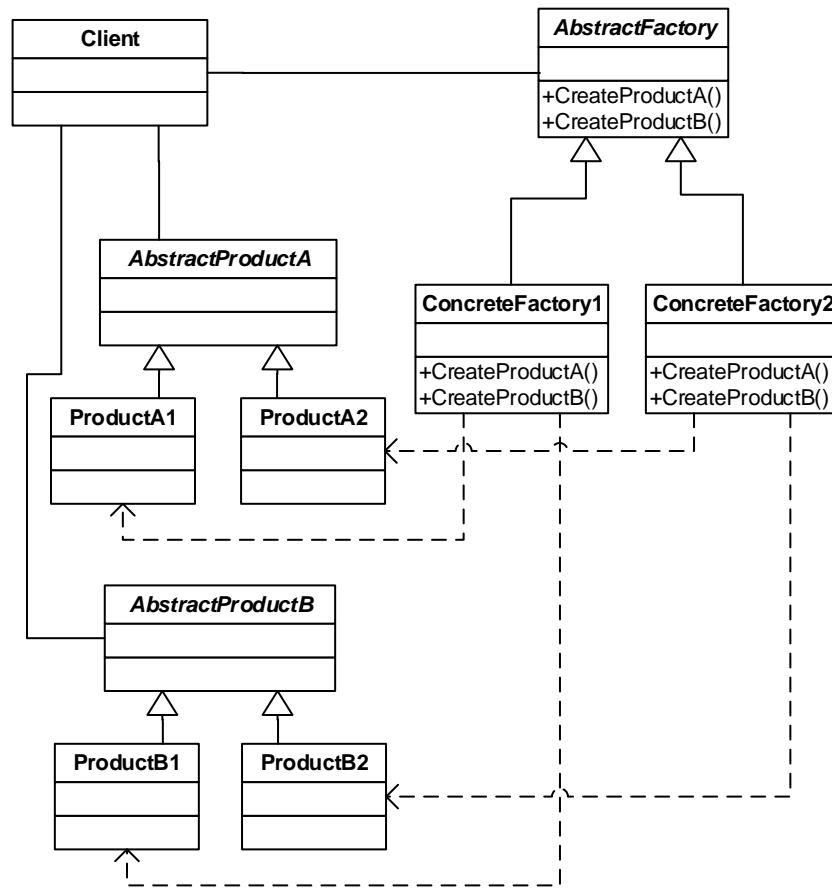 Client
AbstractFactory
+CreateProductA()
+CreateProductB()
AbstractProductA
ConcreteFactory1
+CreateProductA()
+CreateProductB()
ConcreteFactory2
+CreateProductA()
+CreateProductB()
ProductA1
ProductA2
AbstractProductB
ProductB1
ProductB2